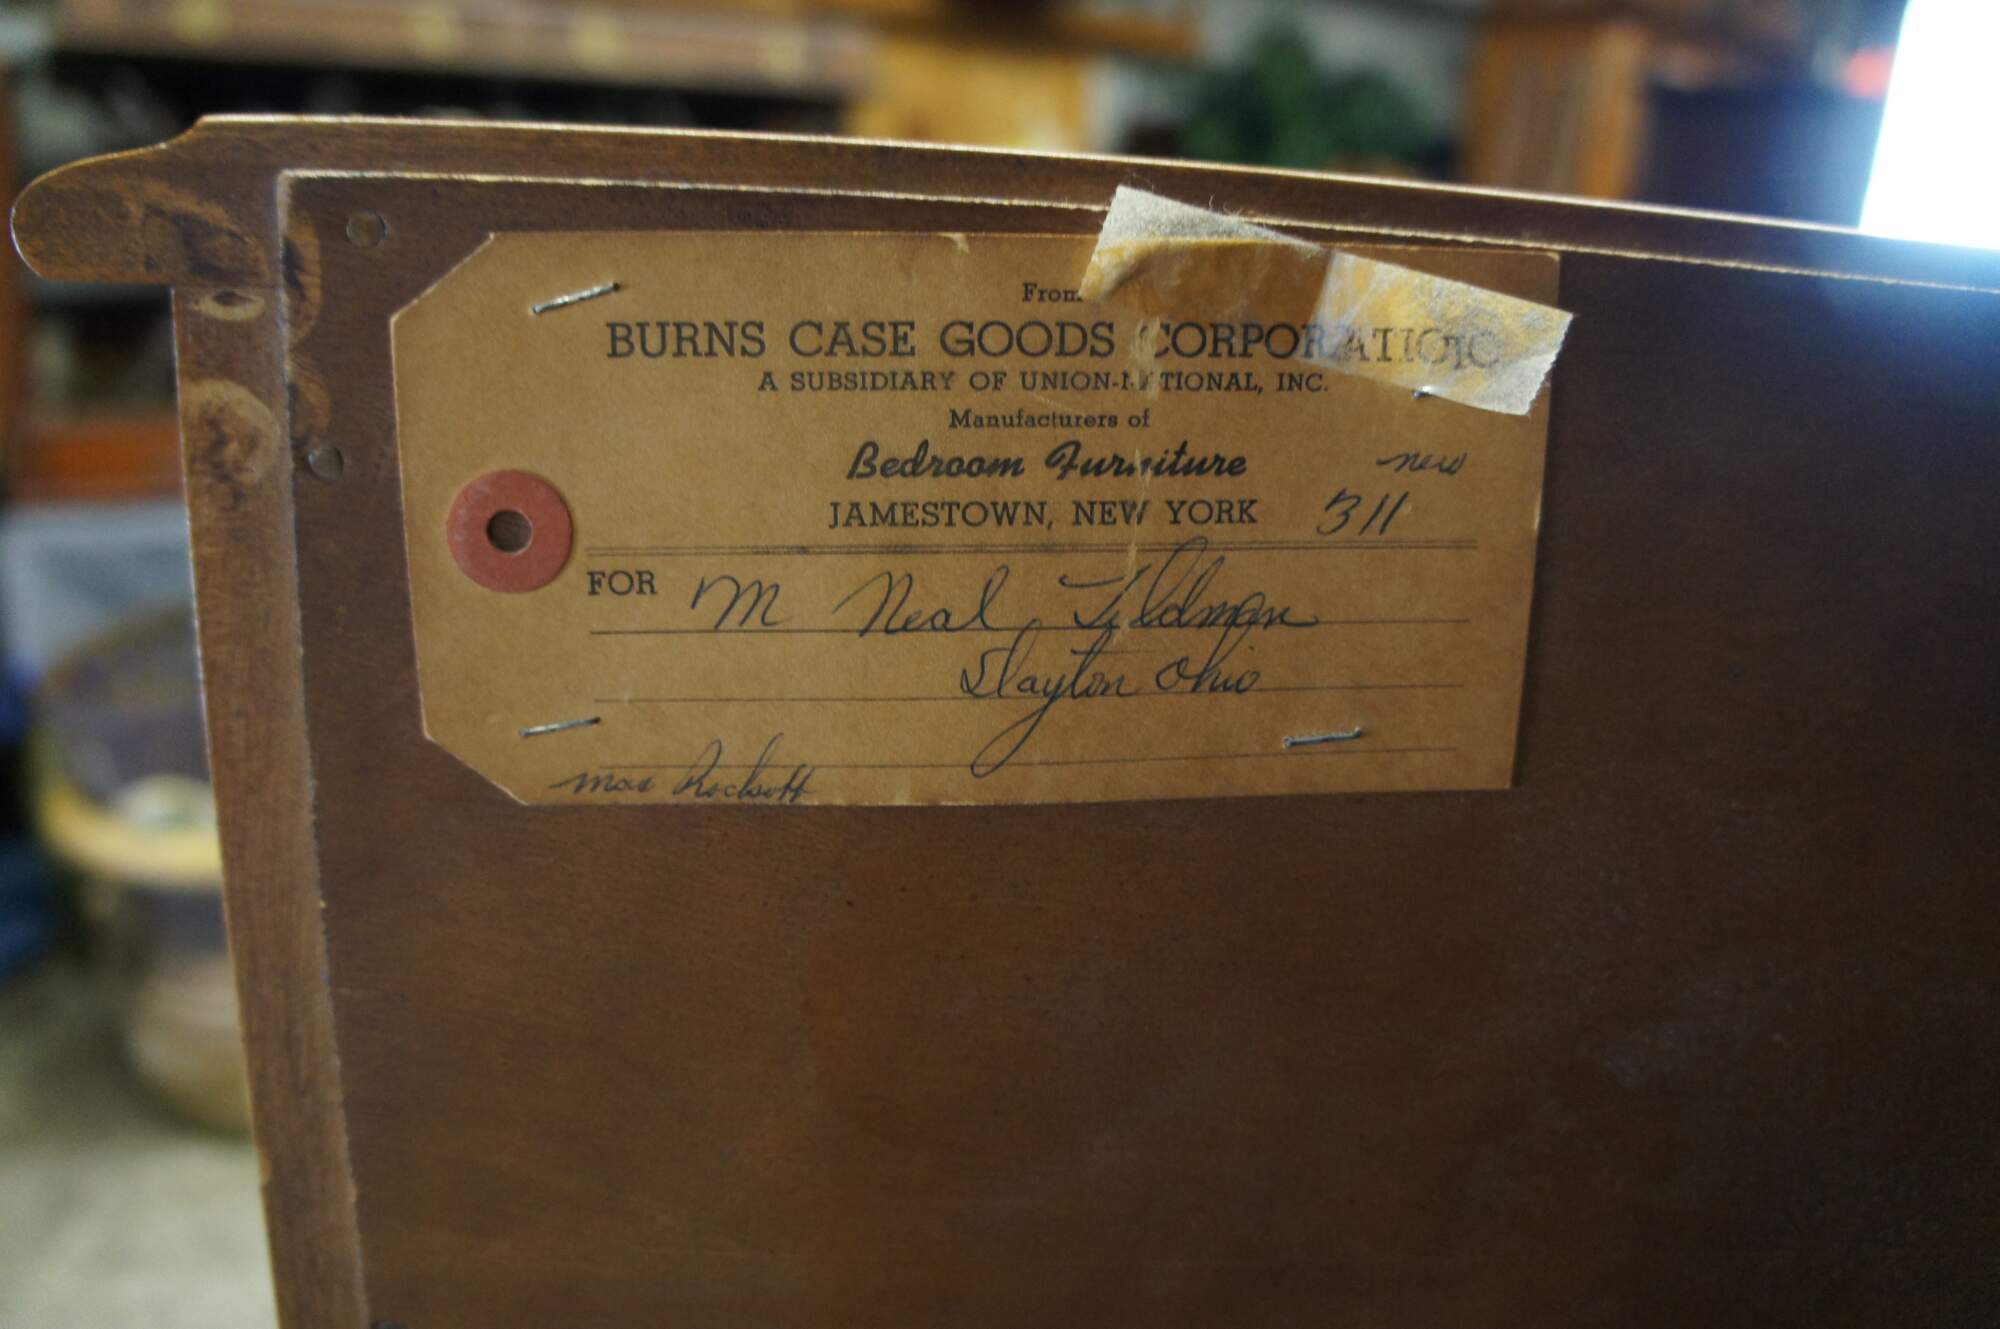 From
BURNS CASE GOODS CORPORATION
A SUBSIDIARY OF UNION-NATIONAL, INC.
Manufacturers of
Bedroom Furniture new
JAMESTOWN, NEW YORK 311
FOR M Neal
Dayton Ohio